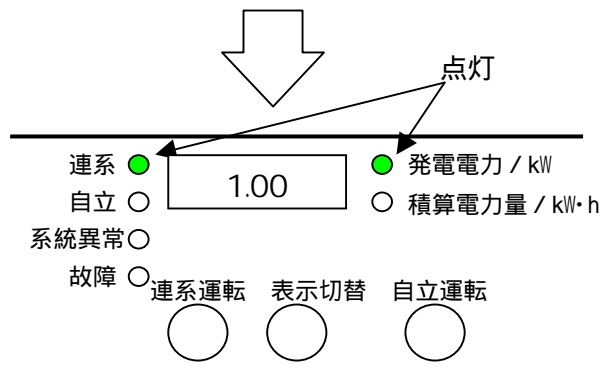 点灯
連系
1.00
発電電力／kW
自立
積算電力量／kW・h
系統異常
故障
連系運転 表示切替 自立運転